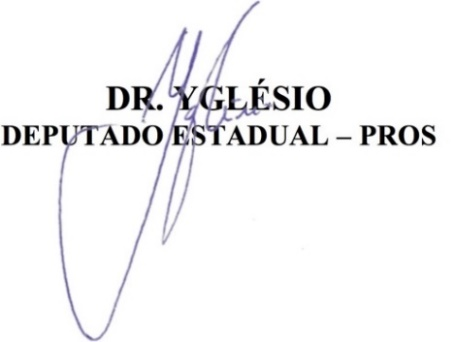 DR. YGLÉSIO
DEPUTADO ESTADUAL – PROS